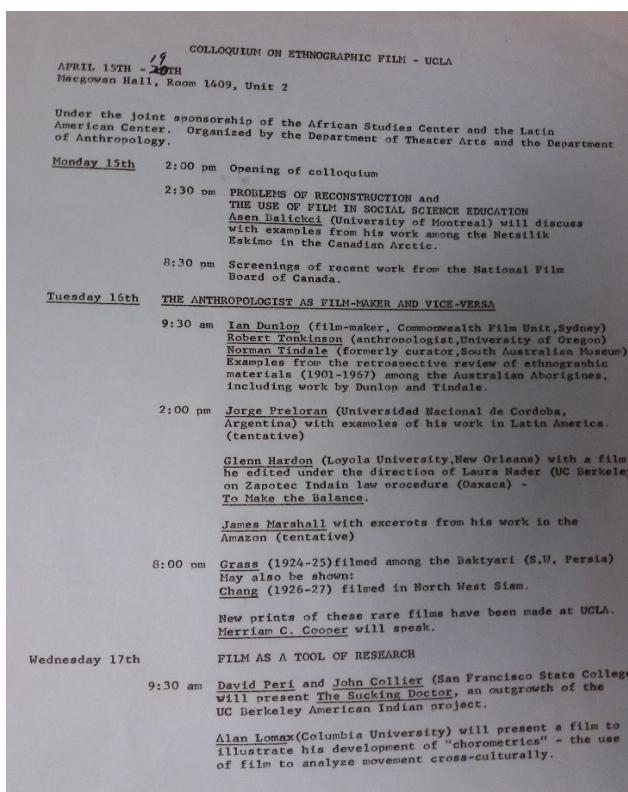 COLLOQUIUM ON ETHNOGRAPHIC FILM - UCLA
19
APRIL 15TH - 20TH
Macgowan Hall, Room 1409, Unit 2
Under the joint sponsorship of the African Studies Center and the Latin
American Center. Organized by the Department of Theater Arts and the Department
of Anthropology.
Monday 15th 2:00 pm Opening of colloquium
2:30 pm PROBLEMS OF RECONSTRUCTION and
THE USE OF FILM IN SOCIAL SCIENCE EDUCATION
Asen Balickci (University of Montreal) will discuss
with examples from his work among the Netsilik
Eskimo in the Canadian Arctic.
8:30 pm Screenings of recent work from the National Film
Board of Canada.
Tuesday 16th THE ANTHROPOLOGIST AS FILM-MAKER AND VICE-VERSA
9:30 am Ian Dunlop (film-maker, Commonwealth Film Unit,Sydney)
Robert Tonkinson (anthropologist,University of Oregon)
Norman Tindale (formerly curator,South Australian Museum)
Examples from the retrospective review of ethnographic
materials (1901-1967) among the Australian Aborigines,
including work by Dunlop and Tindale.
2:00 pm Jorge Preloran (Universidad Nacional de Cordoba,
Argentina) with examples of his work in Latin America.
(tentative)
Glenn Hardon (Loyola University,New Orleans) with a film
he edited under the direction of Laura Nader (UC Berkeley
on Zapotec Indain law procedure (Oaxaca) -
To Make the Balance.
James Marshall with excerpts from his work in the
Amazon (tentative)
8:00 pm Grass (1924-25)filmed among the Baktyari (S.W. Persia)
May also be shown:
Chang (1926-27) filmed in North West Siam.
New prints of these rare films have been made at UCLA.
Merriam C. Cooper will speak.
Wednesday 17th FILM AS A TOOL OF RESEARCH
9:30 am David Peri and John Collier (San Francisco State College
will present The Sucking Doctor, an outgrowth of the
UC Berkeley American Indian project.
Alan Lomax(Columbia University) will present a film to
illustrate his development of "chorometrics" - the use
of film to analyze movement cross-culturally.